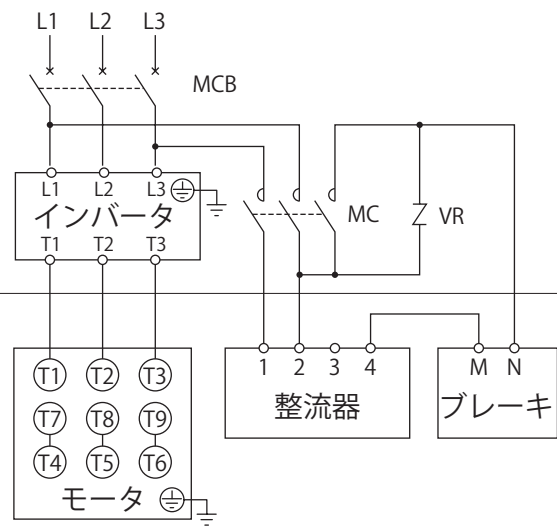 L1 L2 L3
MCB
L1 L2 L3
インバータ
T1 T2 T3
MC
VR
1 2 3 4
整流器
M N
ブレーキ
T1 T2 T3
T7 T8 T9
T4 T5 T6
モータ